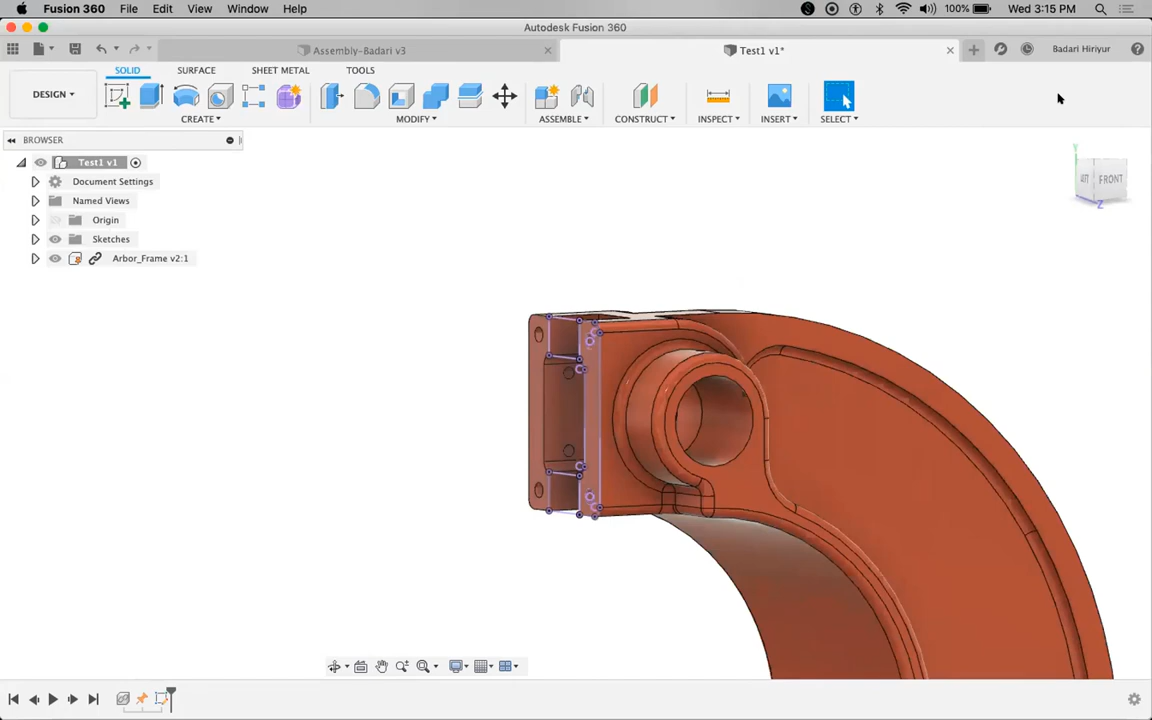 Fusion 360 File Edit View Window Help 100% Wed 3:15 PM
Autodesk Fusion 360
Assembly-Badari v3 Test1 v1* Badari Hiriyur
SOLID SURFACE SHEET METAL TOOLS
DESIGN
CREATE MODIFY ASSEMBLE CONSTRUCT INSPECT INSERT SELECT
BROWSER
Test1 v1
Document Settings
Named Views
Origin
Sketches
Arbor_Frame v2:1
Y
FRONT
Z